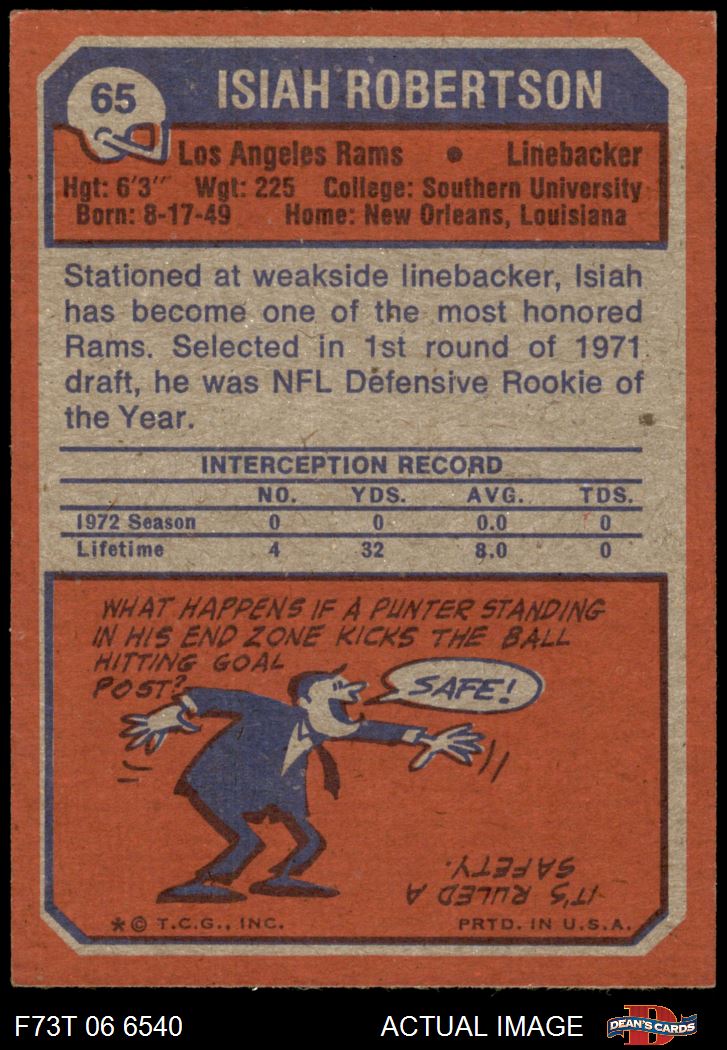 65
ISIAH ROBERTSON
Los Angeles Rams • Linebacker
Hgt: 6'3" Wgt: 225 College: Southern University
Born: 8-17-49 Home: New Orleans, Louisiana
Stationed at weakside linebacker, Isiah
has become one of the most honored
Rams. Selected in 1st round of 1971
draft, he was NFL Defensive Rookie of
the Year.
INTERCEPTION RECORD
NO. YDS. AVG. TDS.
1972 Season 0 0 0.0 0
Lifetime 4 32 8.0 0
WHAT HAPPENS IF A PUNTER STANDING
IN HIS END ZONE KICKS THE BALL
HITTING GOAL
POST?
SAFE!
IT'S RULED A
SAFETY.
* © T.C.G., INC. PRTD. IN U.S.A.
F73T 06 6540 ACTUAL IMAGE
D
DEAN'S CARDS